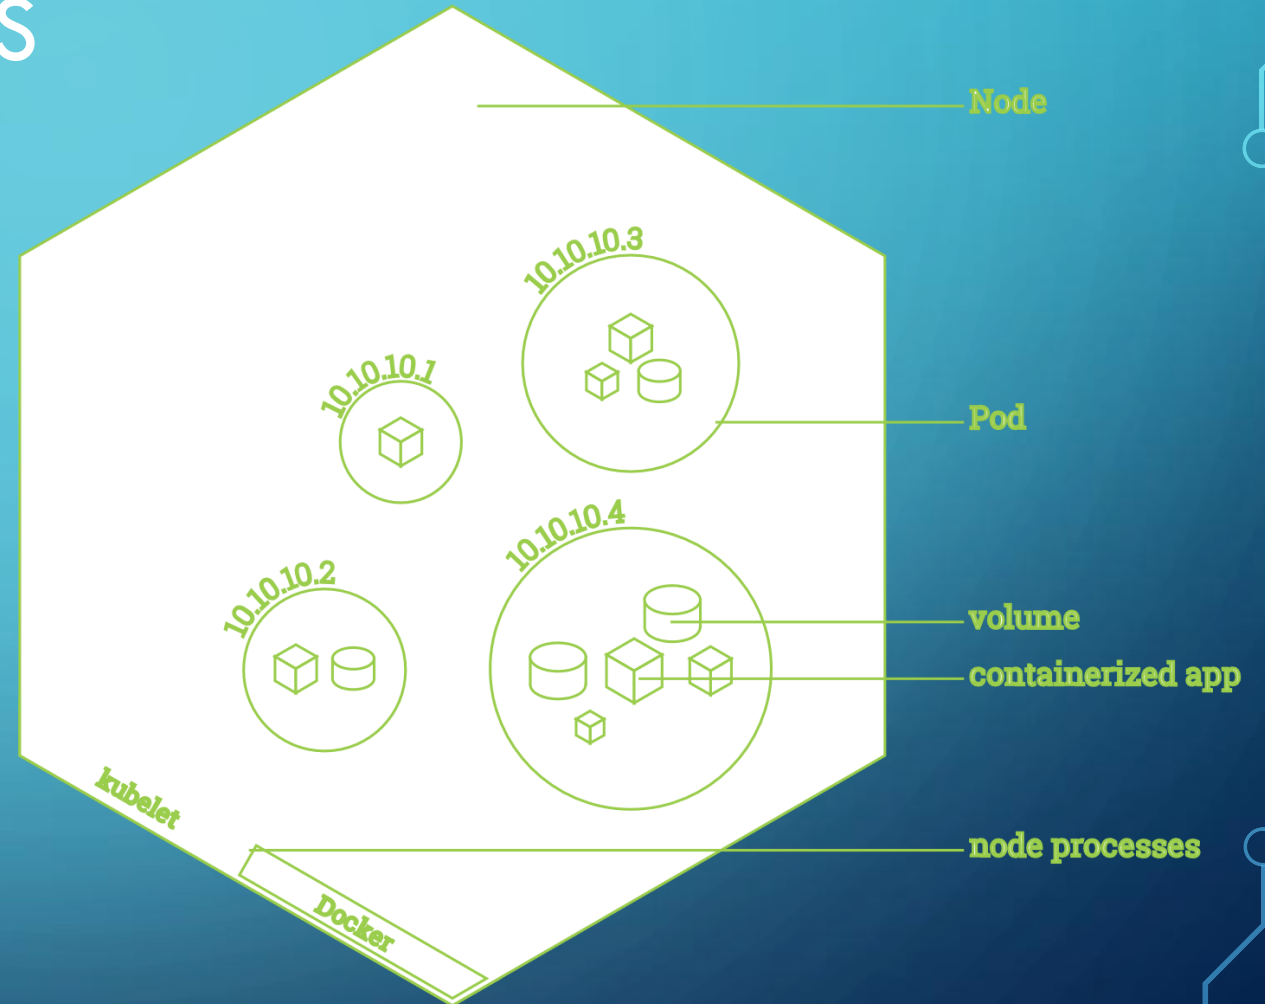 S
Node
10.10.10.3
10.10.10.1
Pod
10.10.10.4
10.10.10.2
volume
containerized app
kubelet
node processes
Docker